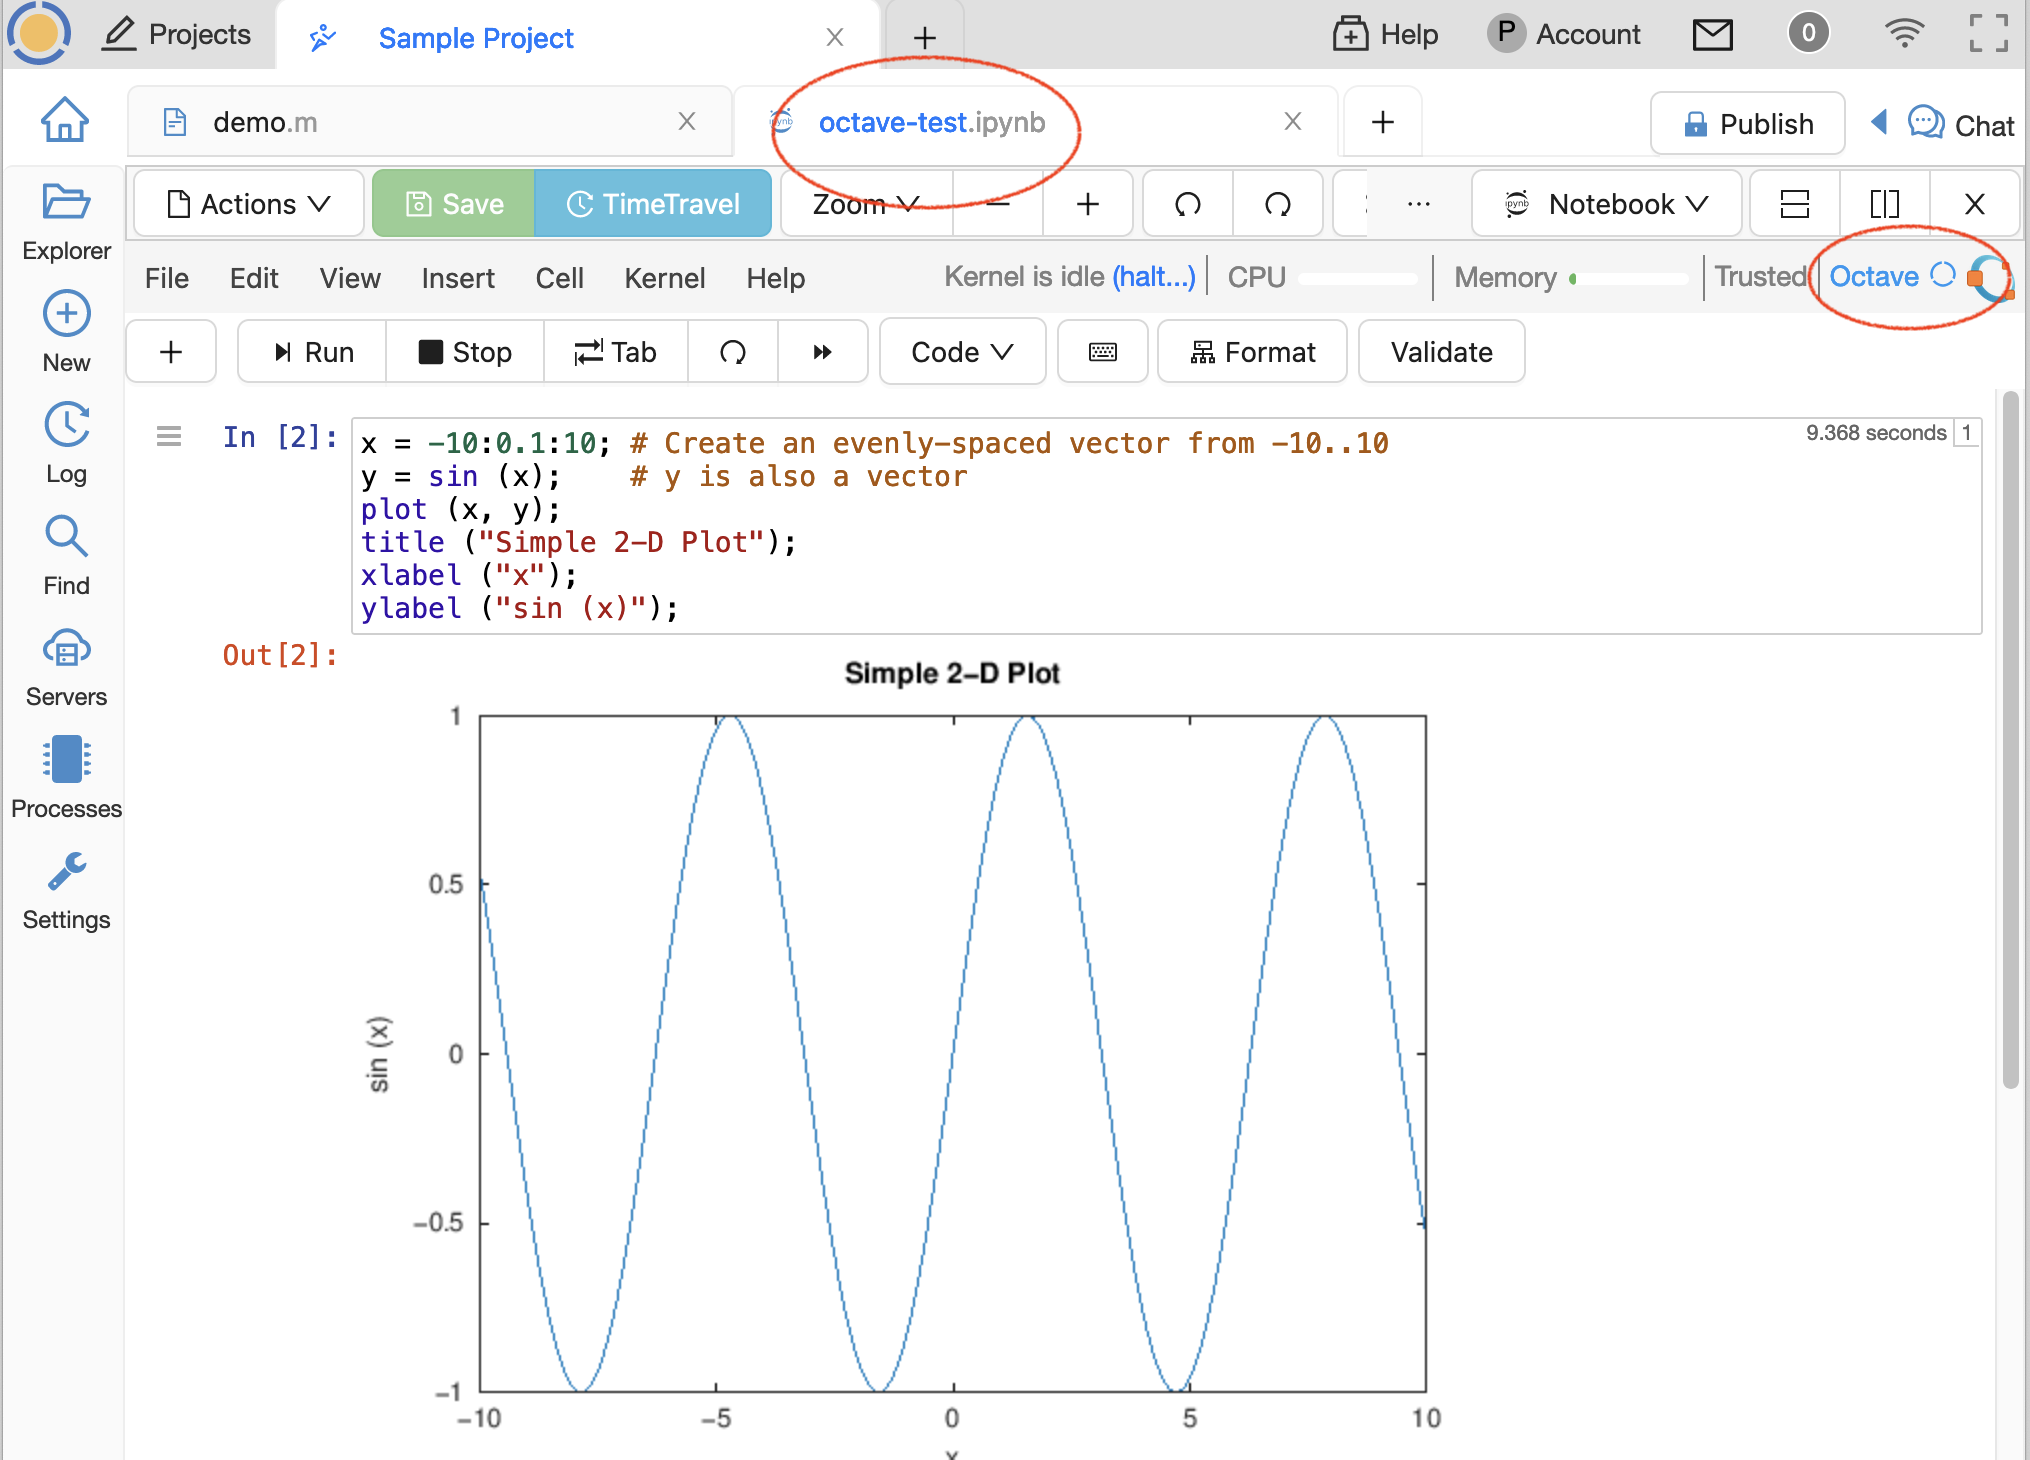 Projects
Sample Project
Help
P Account
0
demo.m
octave-test.ipynb
Publish
Chat
Actions
Save
TimeTravel
Zoom
Notebook
Explorer
File Edit View Insert Cell Kernel Help
Kernel is idle (halt...)
CPU
Memory
Trusted
Octave
New
Run
Stop
Tab
Code
Format
Validate
Log
Find
Servers
Processes
Settings
In [2]:
x = -10:0.1:10; # Create an evenly-spaced vector from -10..10
y = sin (x);    # y is also a vector
plot (x, y);
title ("Simple 2-D Plot");
xlabel ("x");
ylabel ("sin (x)");
9.368 seconds 1
Out[2]:
Simple 2-D Plot
1
0.5
0
-0.5
-1
sin (x)
-10 -5 0 5 10
x